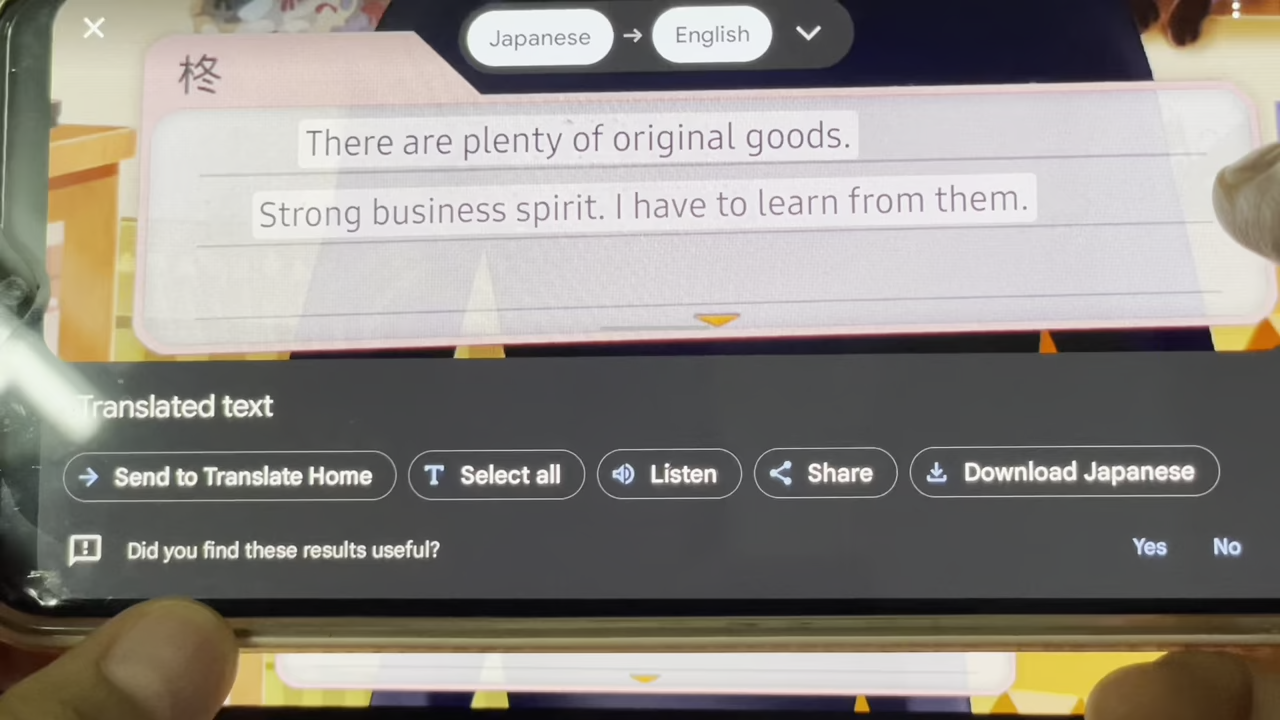 Japanese → English
柊
There are plenty of original goods.
Strong business spirit. I have to learn from them.
Translated text
Send to Translate Home
Select all
Listen
Share
Download Japanese
Did you find these results useful?
Yes
No